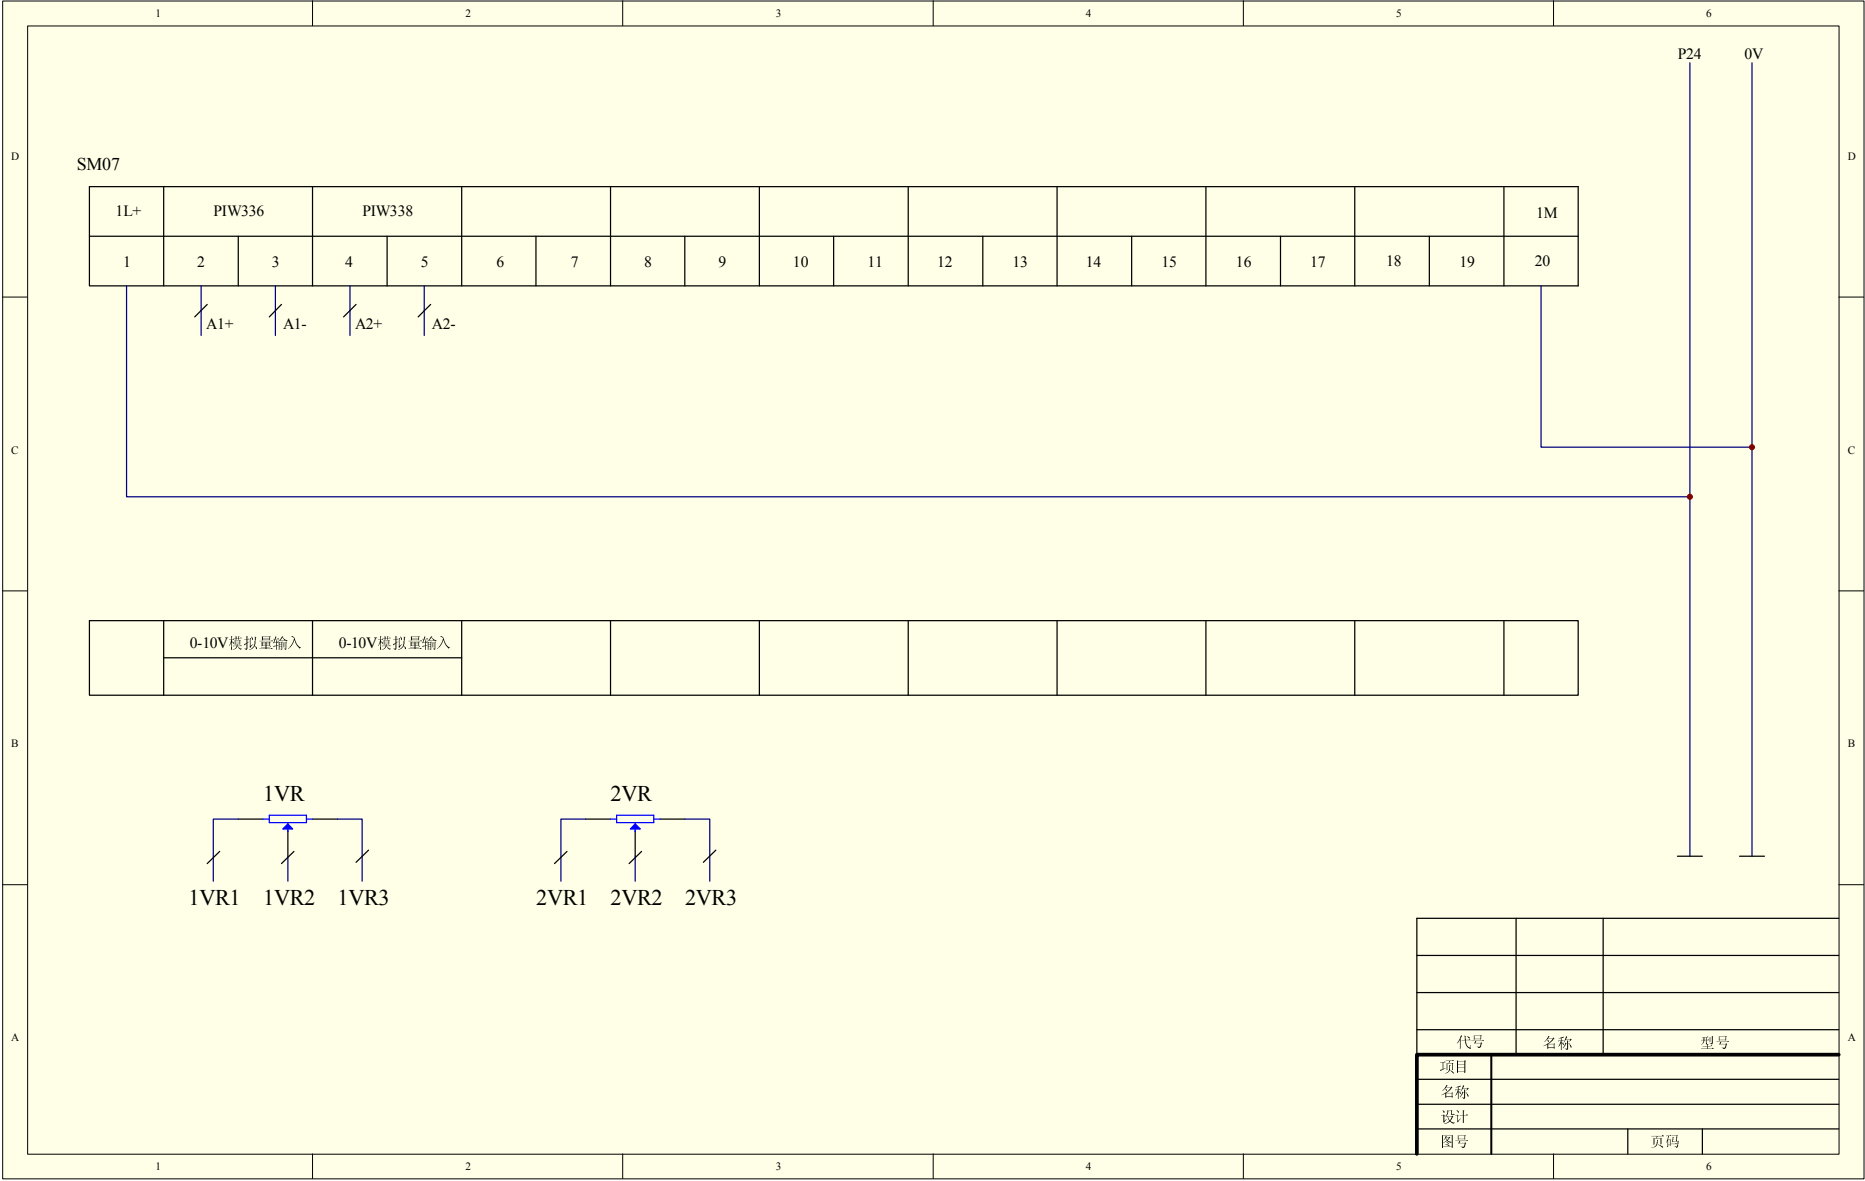 1 2 3 4 5 6
P24 0V
D D
SM07
1L+ PIW336 PIW338 1M
1 2 3 4 5 6 7 8 9 10 11 12 13 14 15 16 17 18 19 20
A1+ A1- A2+ A2-
C C
0-10V模拟量输入 0-10V模拟量输入
B B
1VR 2VR
1VR1 1VR2 1VR3 2VR1 2VR2 2VR3
A A
代号 名称 型号
项目
名称
设计
图号 页码
1 2 3 4 5 6